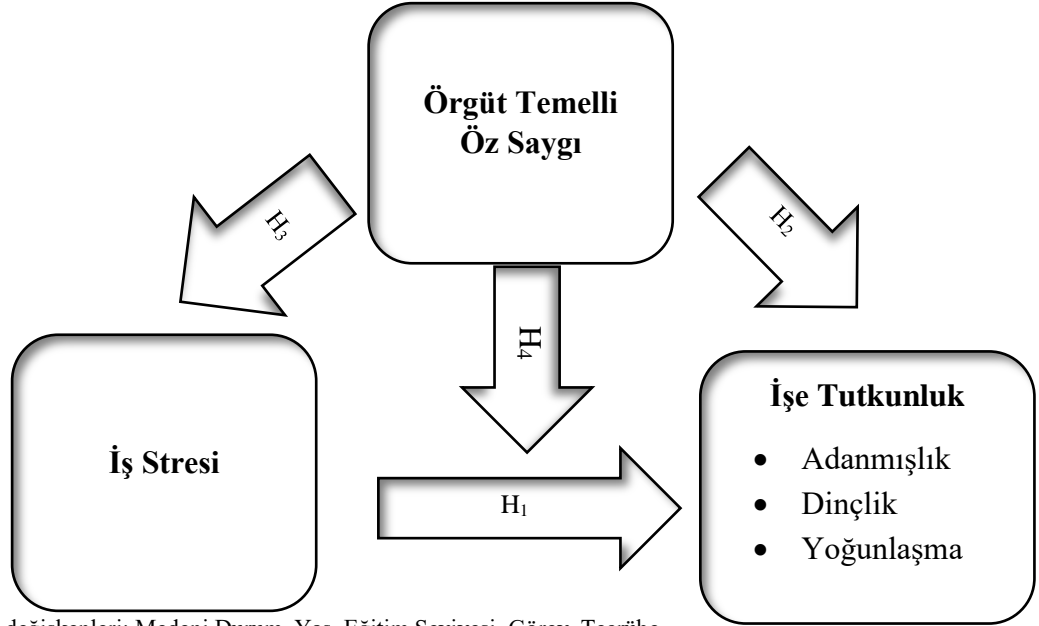 Örgüt Temelli
Öz Saygı
H3
H2
H4
İş Stresi
H1
İşe Tutkunluk
• Adanmışlık
• Dinçlik
• Yoğunlaşma
değişkenleri: Medeni Durum, Yaş, Eğitim Seviyesi, Görev, Tecrübe